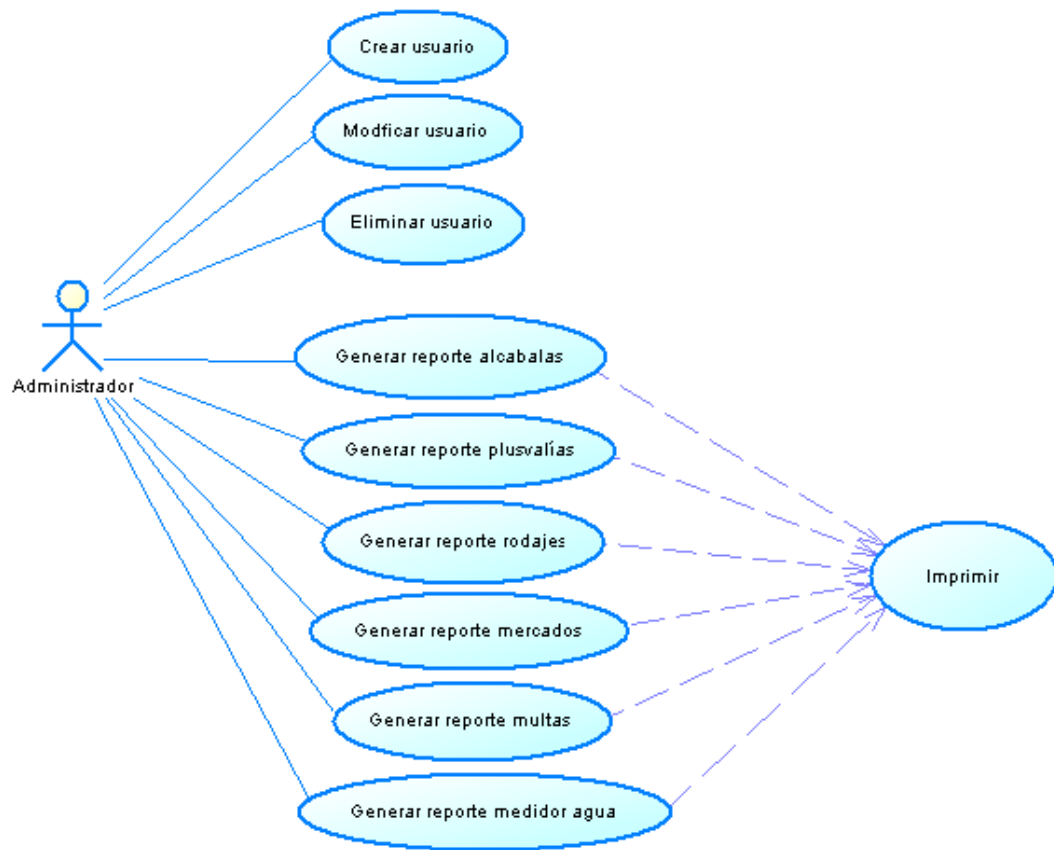 Crear usuario
Modficar usuario
Eliminar usuario
Administrador
Generar reporte alcabalas
Generar reporte plusvalías
Generar reporte rodajes
Imprimir
Generar reporte mercados
Generar reporte multas
Generar reporte medidor agua